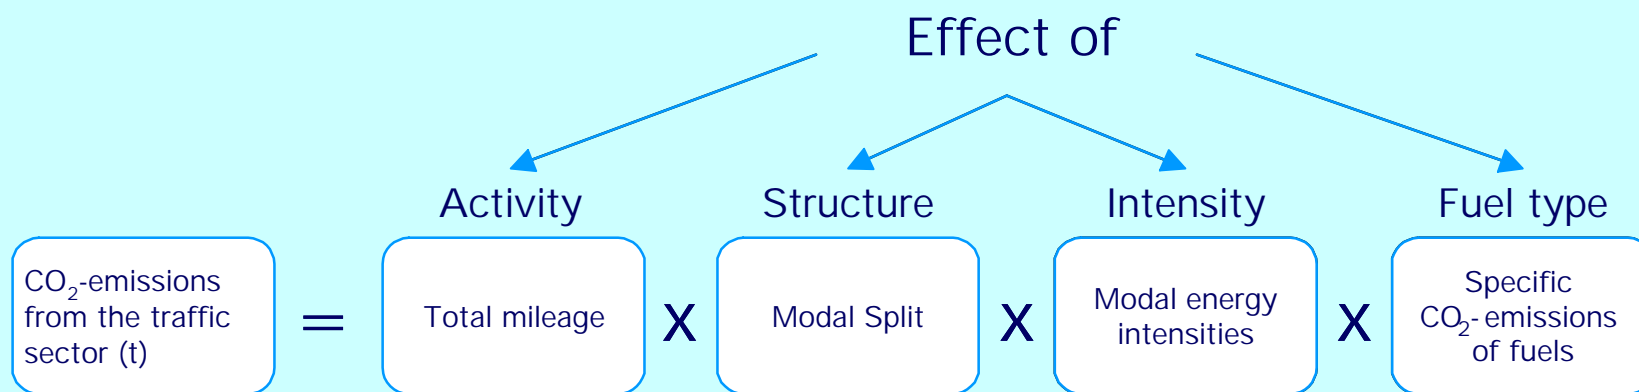 Effect of
Activity
Structure
Intensity
Fuel type
CO₂-emissions
from the traffic
sector (t)
=
Total mileage
X
Modal Split
X
Modal energy
intensities
X
Specific
CO₂-emissions
of fuels